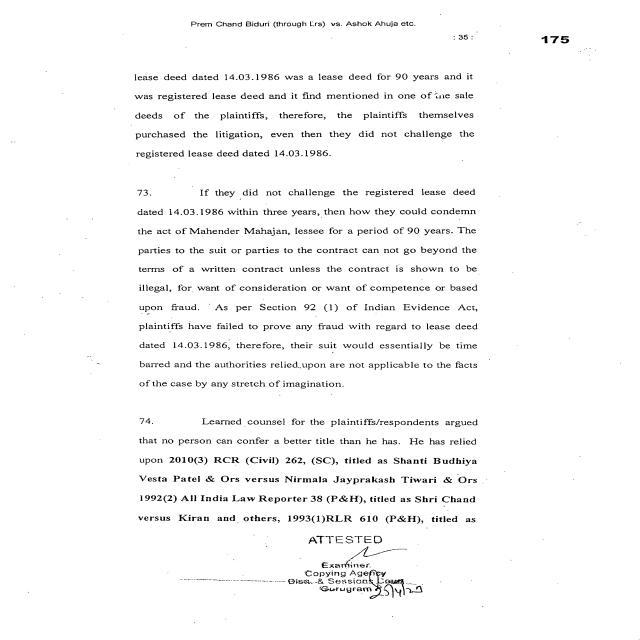 Prem Chand Biduri (through Lrs) vs. Ashok Ahuja etc.
: 35 :
175
lease deed dated 14.03.1986 was a lease deed for 90 years and it
was registered lease deed and it find mentioned in one of the sale
deeds of the plaintiffs, therefore, the plaintiffs themselves
purchased the litigation, even then they did not challenge the
registered lease deed dated 14.03.1986.
73. If they did not challenge the registered lease deed
dated 14.03.1986 within three years, then how they could condemn
the act of Mahender Mahajan, lessee for a period of 90 years. The
parties to the suit or parties to the contract can not go beyond the
terms of a written contract unless the contract is shown to be
illegal, for want of consideration or want of competence or based
upon fraud. As per Section 92 (1) of Indian Evidence Act,
plaintiffs have failed to prove any fraud with regard to lease deed
dated 14.03.1986, therefore, their suit would essentially be time
barred and the authorities relied upon are not applicable to the facts
of the case by any stretch of imagination.
74. Learned counsel for the plaintiffs/respondents argued
that no person can confer a better title than he has. He has relied
upon 2010(3) RCR (Civil) 262, (SC), titled as Shanti Budhiya
Vesta Patel & Ors versus Nirmala Jayprakash Tiwari & Ors
1992(2) All India Law Reporter 38 (P&H), titled as Shri Chand
versus Kiran and others, 1993(1)RLR 610 (P&H), titled as
ATTESTED
Examiner
Copying Agency
Diss. & Sessions Court
Gurugram